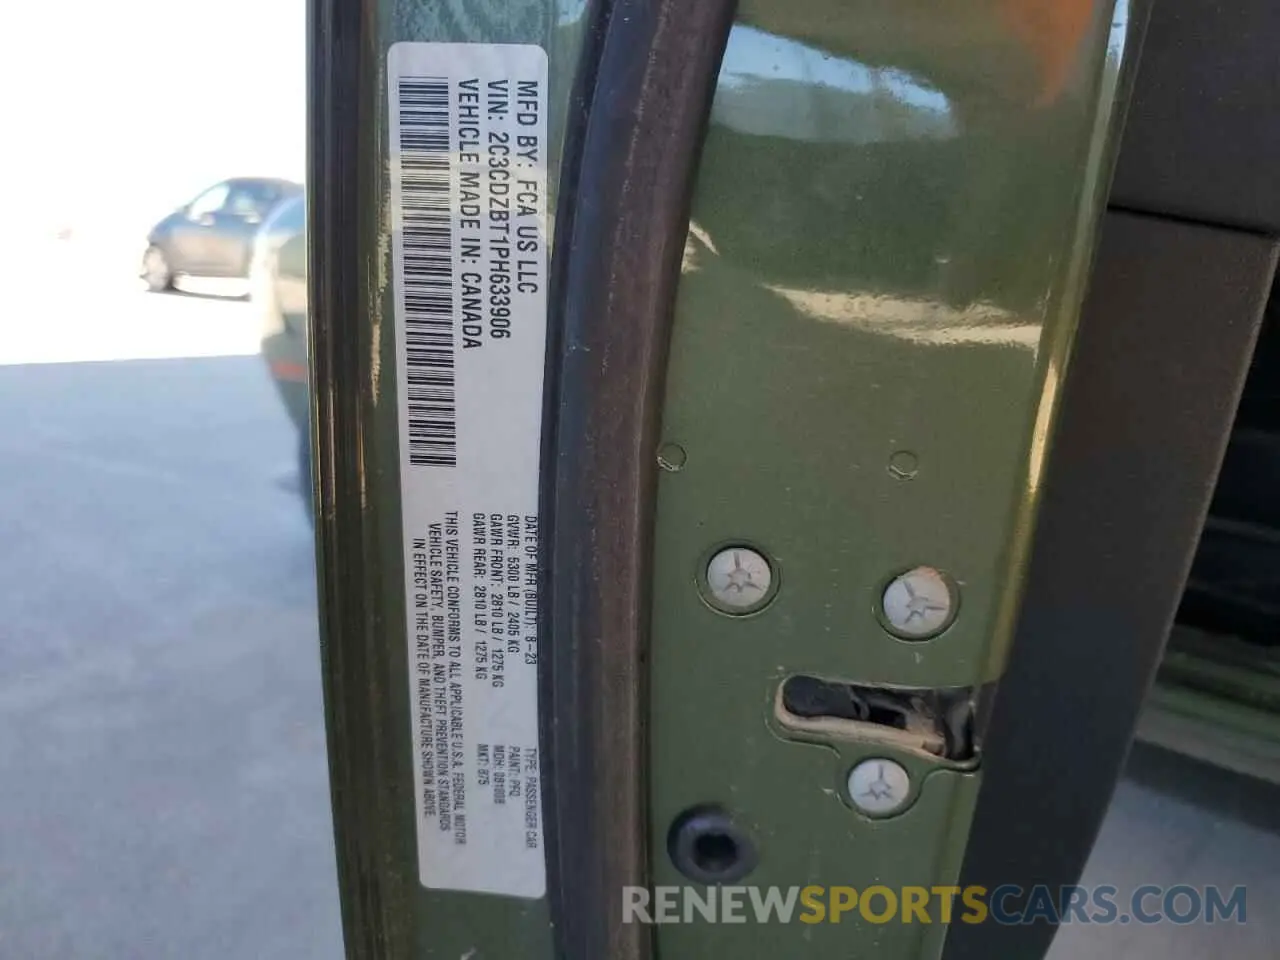 MFD BY: FCA US LLC
VIN: 2C3CDZBT1PH633906
VEHICLE MADE IN: CANADA
DATE OF MFR (BUILT): 8-23
GVWR: 5300 LB / 2405 KG
GAWR FRONT: 2810 LB / 1275 KG
GAWR REAR: 2810 LB / 1275 KG
THIS VEHICLE CONFORMS TO ALL APPLICABLE U.S.A. FEDERAL MOTOR
VEHICLE SAFETY, BUMPER, AND THEFT PREVENTION STANDARDS
IN EFFECT ON THE DATE OF MANUFACTURE SHOWN ABOVE.
TYPE: PASSENGER CAR
PAINT: PFQ
MDH: 081008
MKT: B75
RENEWSPORTSCARS.COM